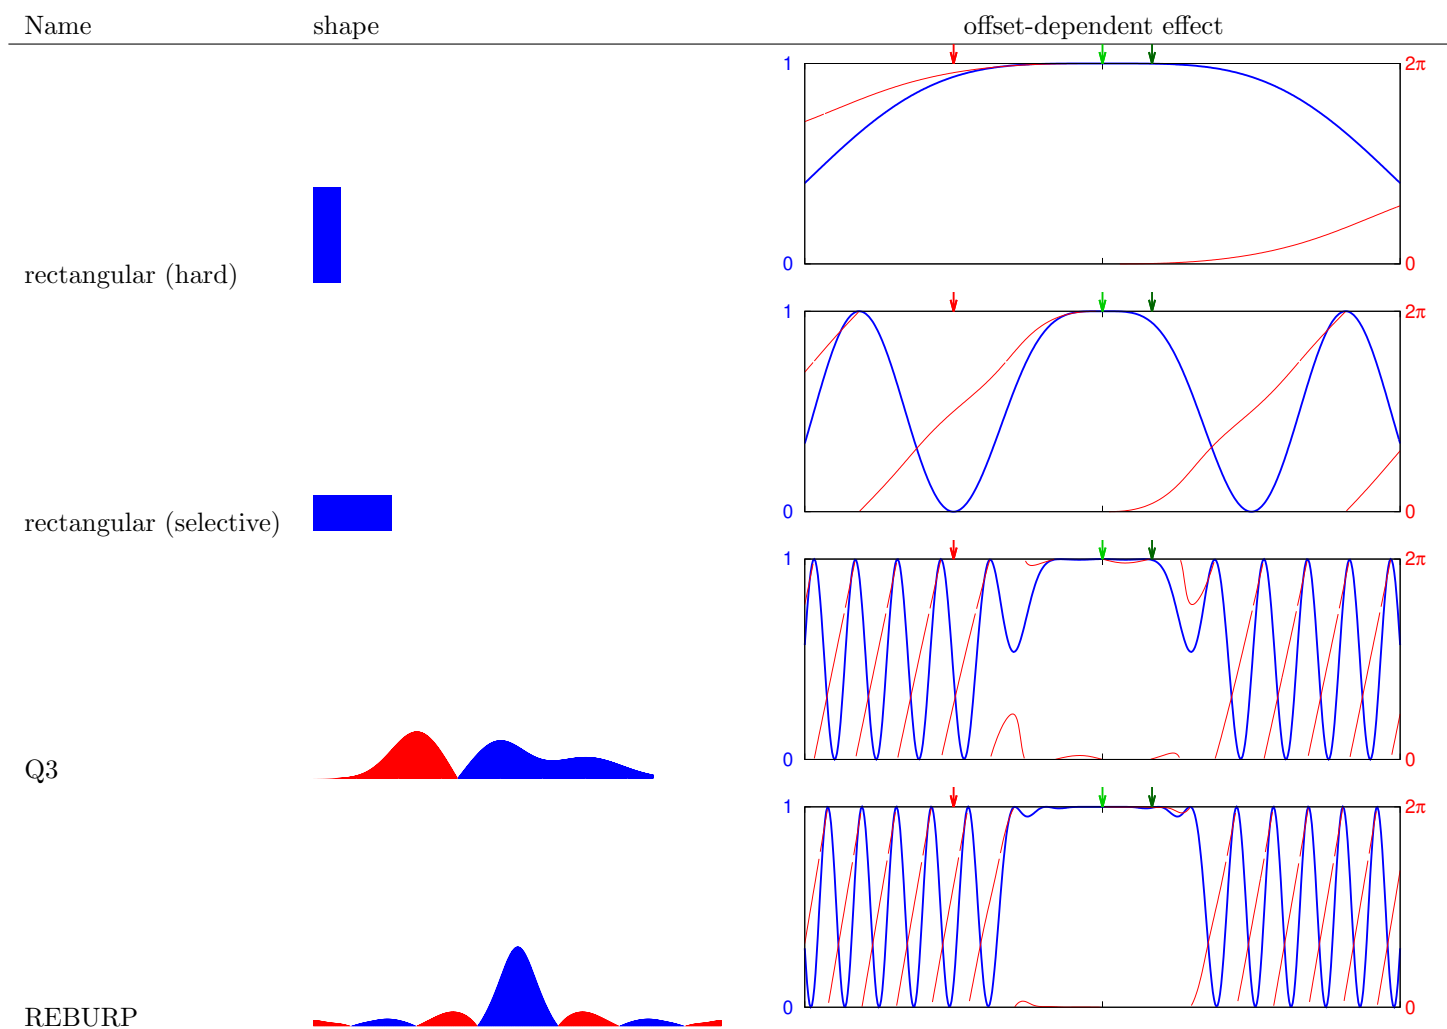 Name shape offset-dependent effect
1 2π
rectangular (hard) 0 0
1 2π
rectangular (selective) 0 0
1 2π
Q3 0 0
1 2π
REBURP 0 0